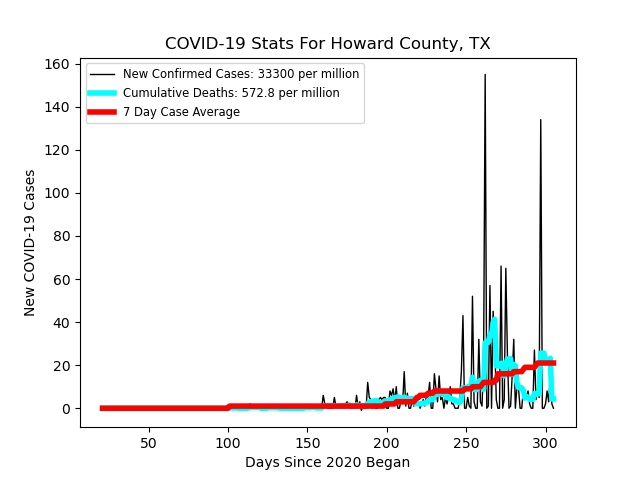 COVID-19 Stats For Howard County, TX
New Confirmed Cases: 33300 per million
Cumulative Deaths: 572.8 per million
7 Day Case Average
160
140
120
100
80
60
40
20
0
New COVID-19 Cases
50 100 150 200 250 300
Days Since 2020 Began